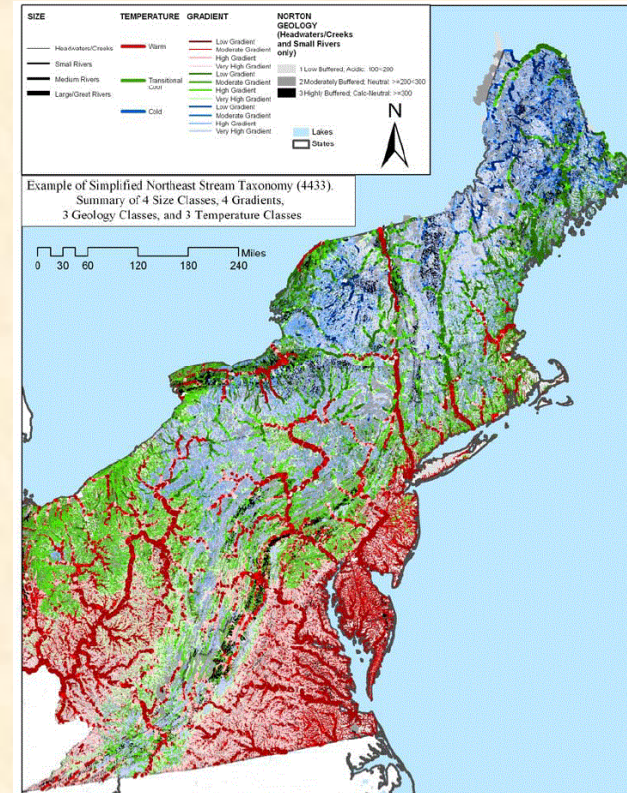 SIZE
Headwaters/Creeks
Small Rivers
Medium Rivers
Large/Great Rivers
TEMPERATURE
Warm
Transitional Cool
Cold
GRADIENT
Low Gradient
Moderate Gradient
High Gradient
Very High Gradient
Low Gradient
Moderate Gradient
High Gradient
Very High Gradient
Low Gradient
Moderate Gradient
High Gradient
Very High Gradient
NORTON
GEOLOGY
(Headwaters/Creeks
and Small Rivers
only)
1 Low Buffered, Acidic: 100-200
2 Moderately Buffered; Neutral: >=200<300
3 Highly Buffered; Calc-Neutral: >=300
Lakes
States
N
Example of Simplified Northeast Stream Taxonomy (4433).
Summary of 4 Size Classes, 4 Gradients,
3 Geology Classes, and 3 Temperature Classes
Miles
0 30 60 120 180 240